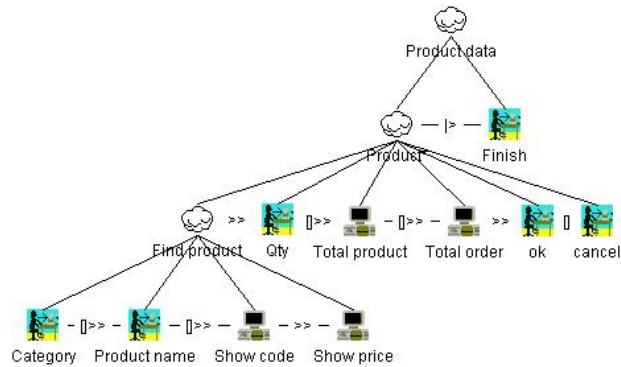 Product data
— |> —
Product* Finish
>> []>> — []>> — >> []
Find product Qty Total product Total order ok cancel
- []>> - - []>> - - >> -
Category Product name Show code Show price